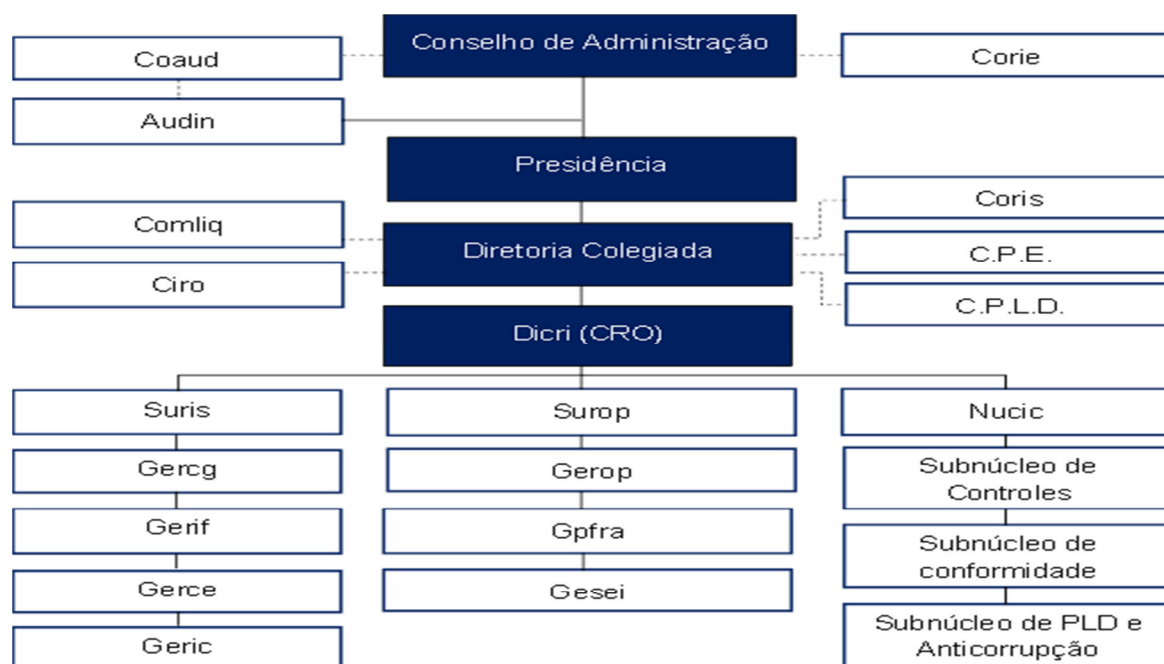 Conselho de Administração
Coaud
Corie
Audin
Presidência
Coris
Comliq
Diretoria Colegiada
C.P.E.
Ciro
C.P.L.D.
Dicri (CRO)
Suris
Surop
Nucic
Gercg
Gerop
Subnúcleo de
Controles
Gerif
Gpfra
Subnúcleo de
conformidade
Gerce
Gesei
Subnúcleo de PLD e
Anticorrupção
Geric